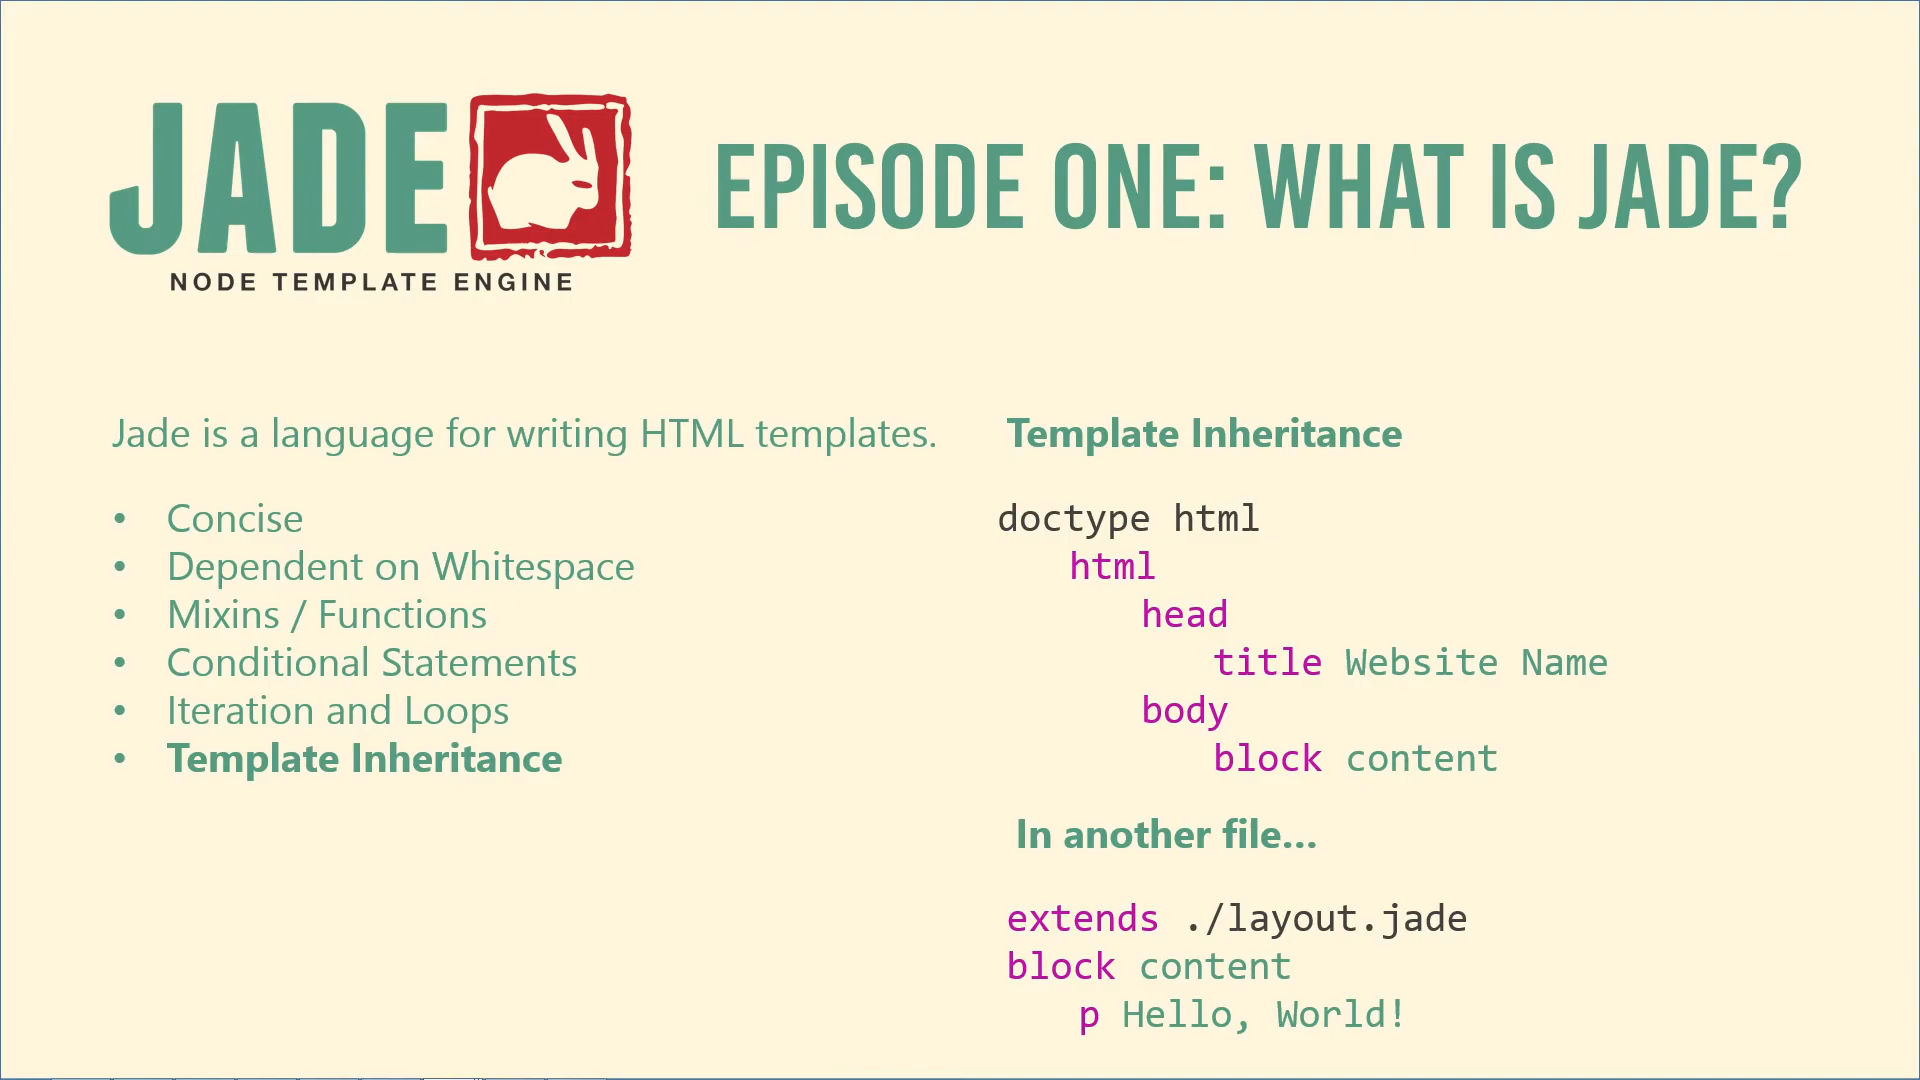 JADE
NODE TEMPLATE ENGINE
EPISODE ONE: WHAT IS JADE?
Jade is a language for writing HTML templates.
• Concise
• Dependent on Whitespace
• Mixins / Functions
• Conditional Statements
• Iteration and Loops
• Template Inheritance
Template Inheritance
doctype html
    html
        head
            title Website Name
        body
            block content
In another file...
extends ./layout.jade
block content
    p Hello, World!